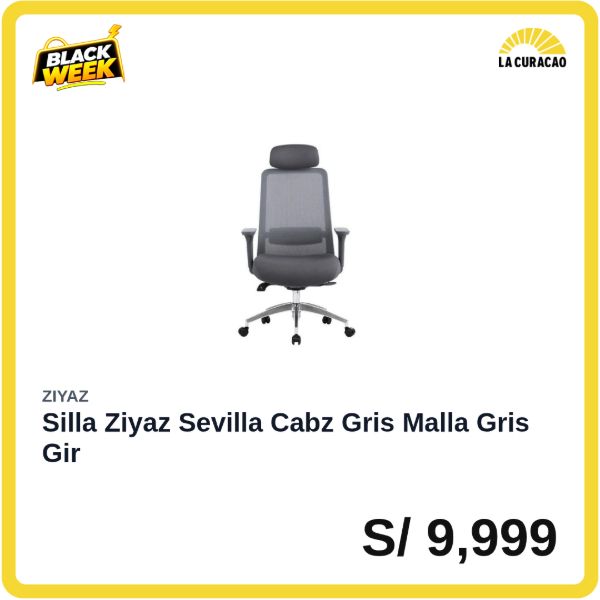 BLACK
WEEK
LA CURACAO
ZIYAZ
Silla Ziyaz Sevilla Cabz Gris Malla Gris
Gir
S/ 9,999